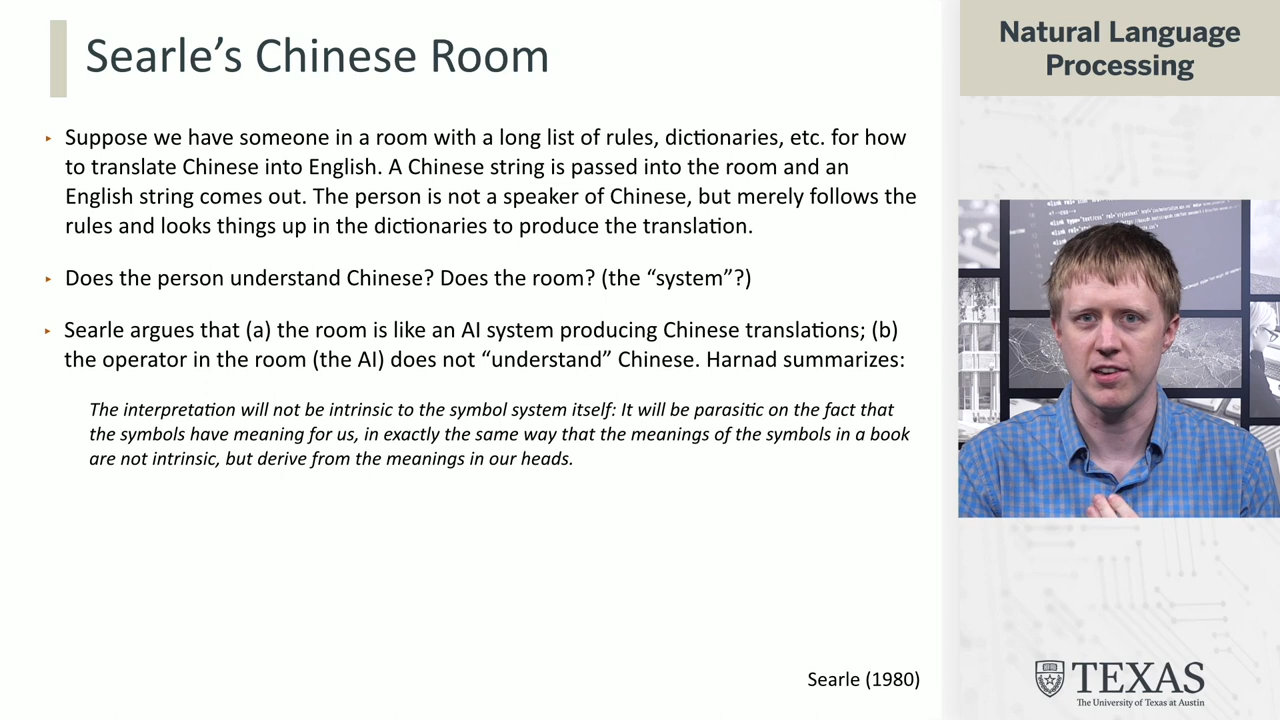 Searle’s Chinese Room
Natural Language
Processing
‣ Suppose we have someone in a room with a long list of rules, dictionaries, etc. for how
to translate Chinese into English. A Chinese string is passed into the room and an
English string comes out. The person is not a speaker of Chinese, but merely follows the
rules and looks things up in the dictionaries to produce the translation.
‣ Does the person understand Chinese? Does the room? (the “system”?)
‣ Searle argues that (a) the room is like an AI system producing Chinese translations; (b)
the operator in the room (the AI) does not “understand” Chinese. Harnad summarizes:
The interpretation will not be intrinsic to the symbol system itself: It will be parasitic on the fact that
the symbols have meaning for us, in exactly the same way that the meanings of the symbols in a book
are not intrinsic, but derive from the meanings in our heads.
Searle (1980)
TEXAS
The University of Texas at Austin